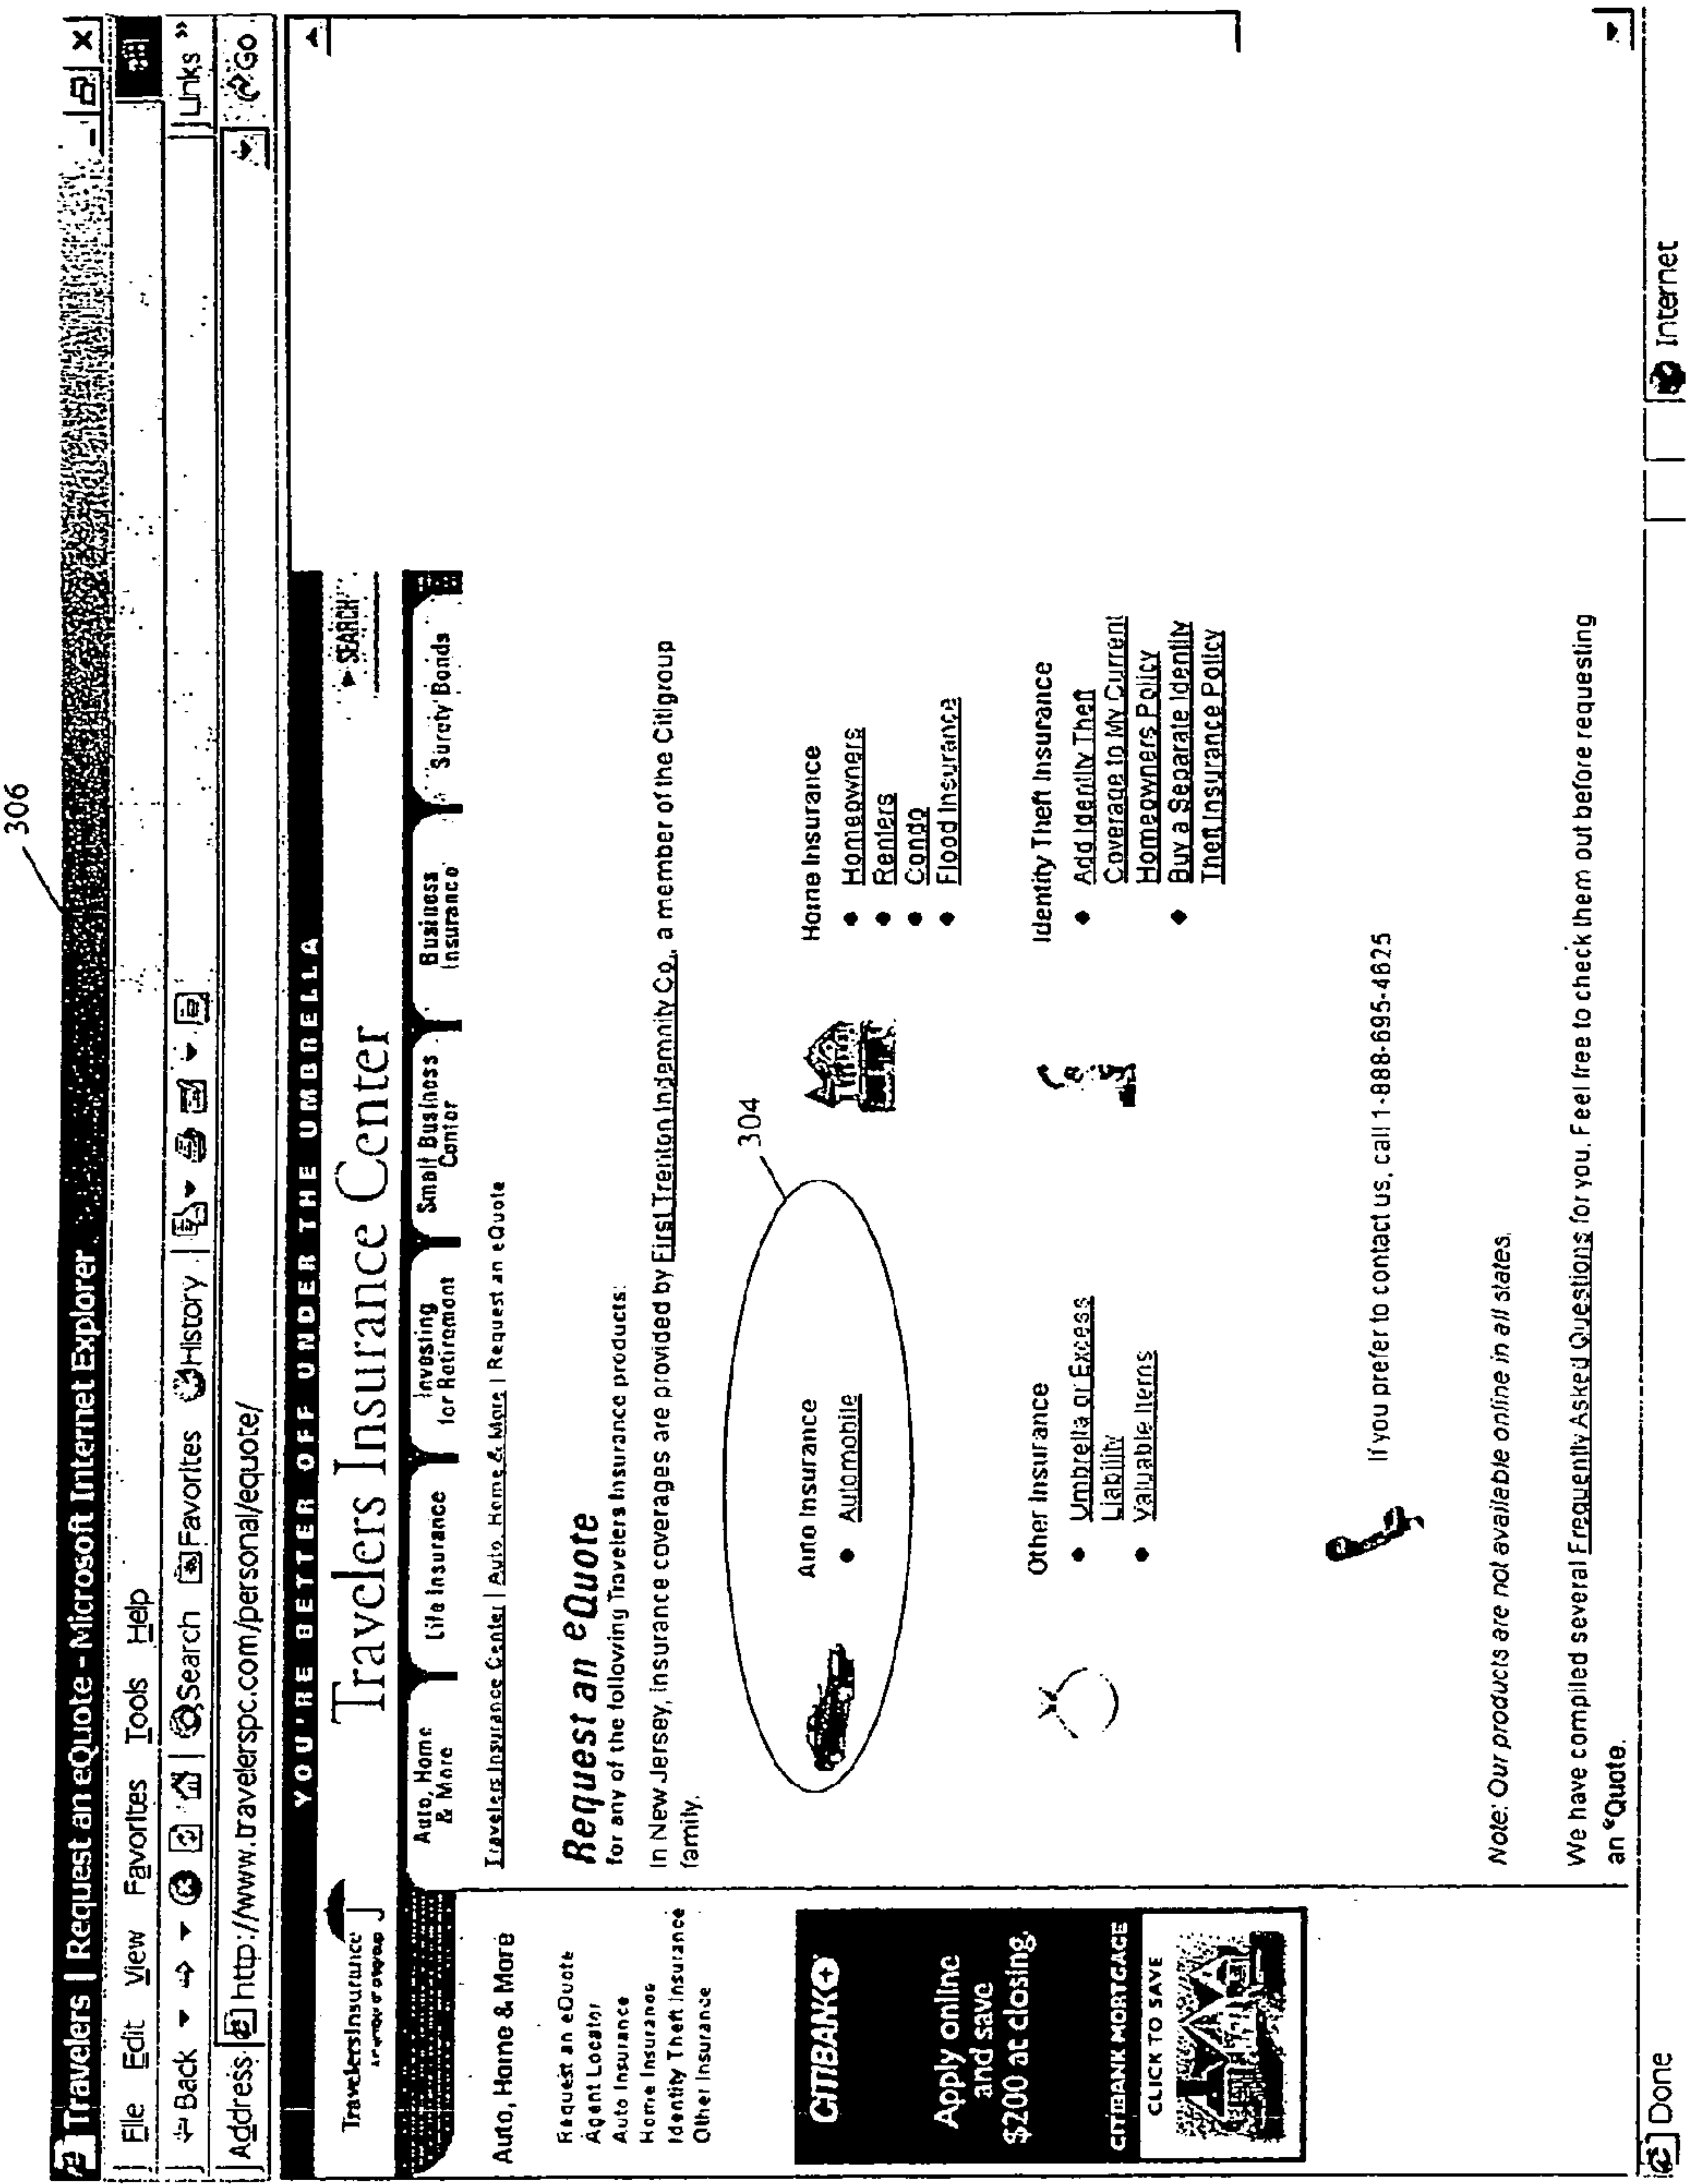 306
Travelers | Request an eQuote - Microsoft Internet Explorer
File Edit View Favorites Tools Help
Back Search Favorites History
Links »
Address http://www.travelerspc.com/personal/equote/
Go
YOU'RE BETTER OFF UNDER THE UMBRELLA
TravelersInsurance
Travelers Insurance Center
SEARCH
Auto, Home & More
Life Insurance
Investing for Retirement
Small Business Center
Business Insurance
Surety Bonds
Travelers Insurance Center | Auto, Home & More | Request an eQuote
Auto, Home & More
Request an eQuote
Agent Locator
Auto Insurance
Home Insurance
Identity Theft Insurance
Other Insurance
CITIBANK
Apply online
and save
$200 at closing.
CITIBANK MORTGAGE
CLICK TO SAVE
Request an eQuote
for any of the following Travelers Insurance products:
In New Jersey, insurance coverages are provided by First Trenton Indemnity Co., a member of the Citigroup
family.
304
Auto Insurance
• Automobile
Home Insurance
• Homeowners
• Renters
• Condo
• Flood Insurance
Other Insurance
• Umbrella or Excess
Liability
• Valuable Items
Identity Theft Insurance
• Add Identity Theft
Coverage to My Current
Homeowners Policy
• Buy a Separate Identity
Theft Insurance Policy
If you prefer to contact us, call 1-888-695-4625
Note: Our products are not available online in all states.
We have compiled several Frequently Asked Questions for you. Feel free to check them out before requesting
an eQuote.
Done
Internet